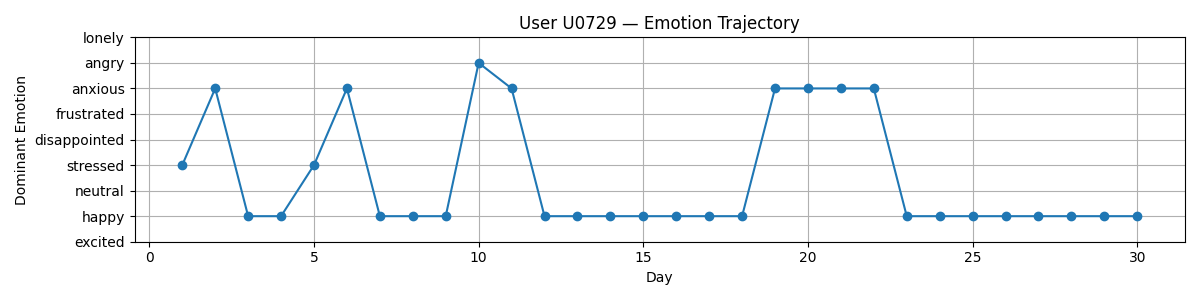 User U0729 — Emotion Trajectory
Dominant Emotion
lonely
angry
anxious
frustrated
disappointed
stressed
neutral
happy
excited
0 5 10 15 20 25 30
Day